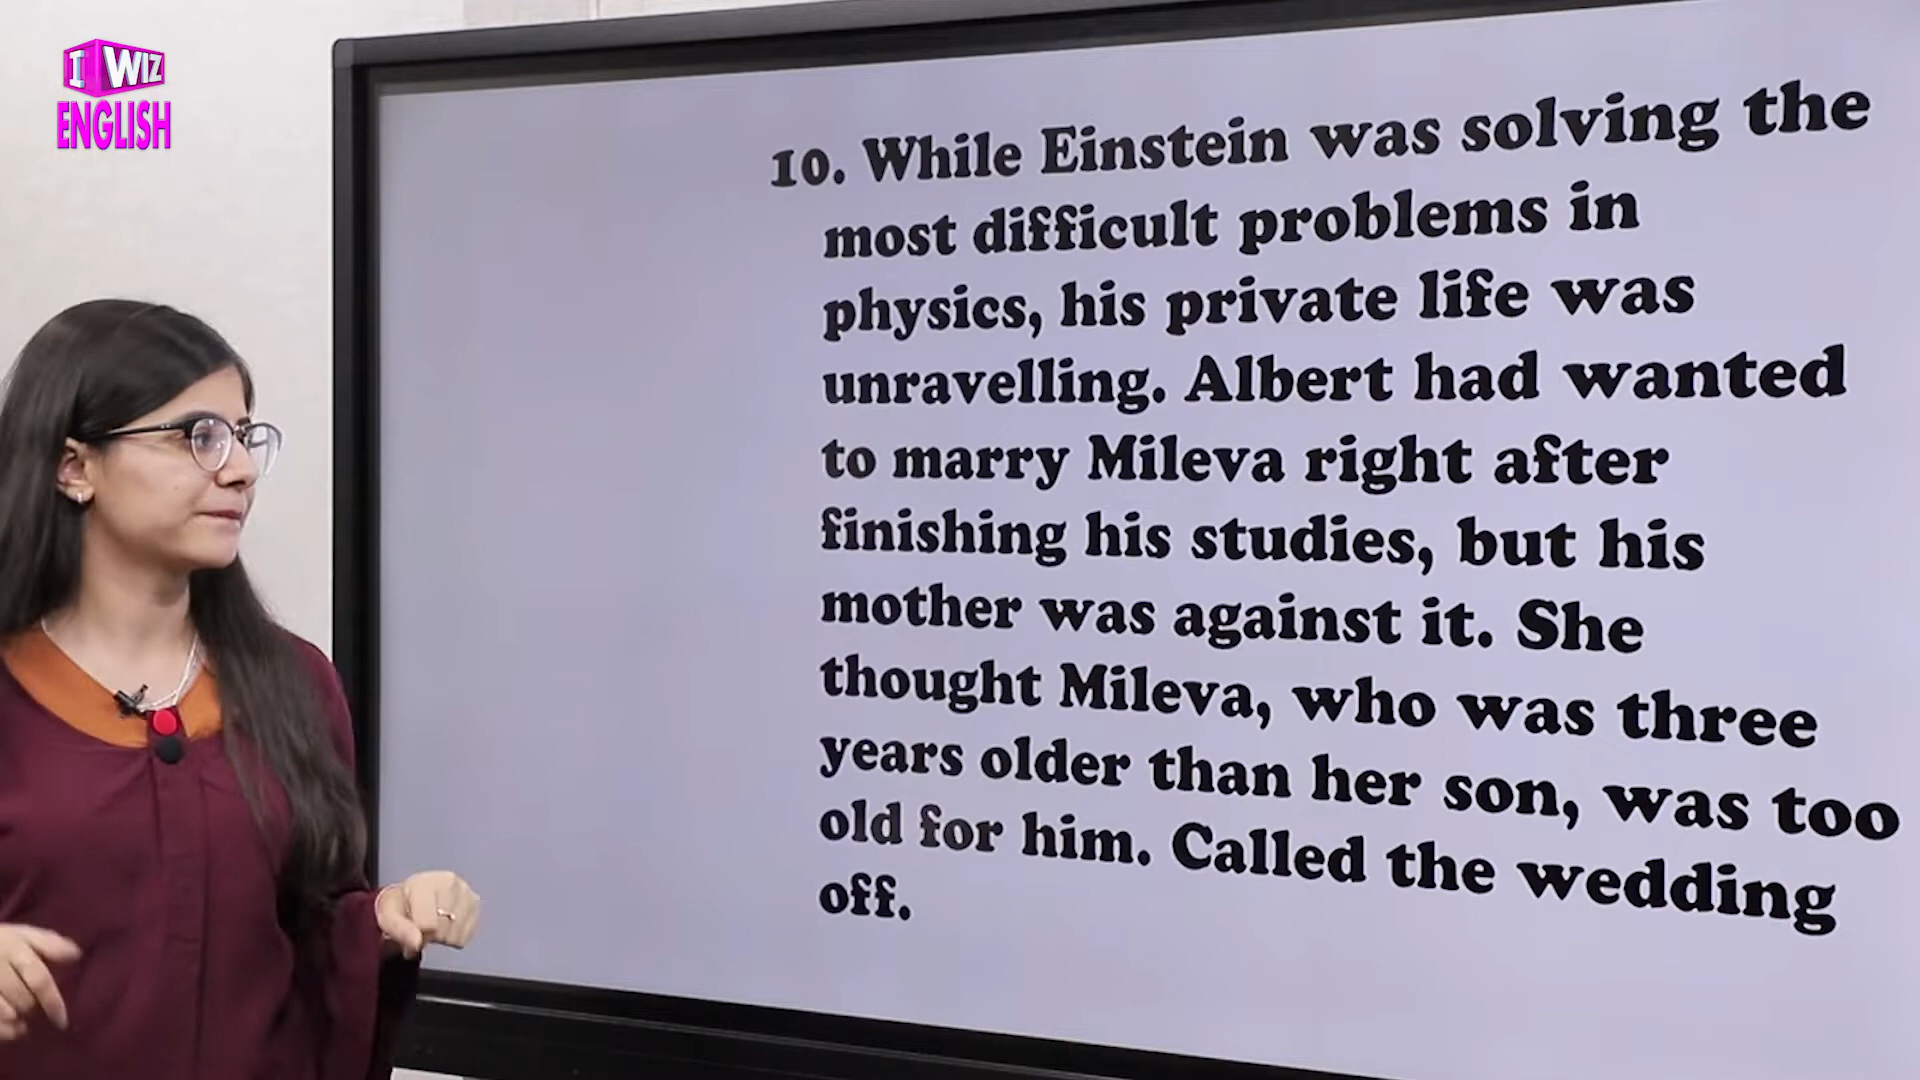 I WIZ
ENGLISH
10. While Einstein was solving the
most difficult problems in
physics, his private life was
unravelling. Albert had wanted
to marry Mileva right after
finishing his studies, but his
mother was against it. She
thought Mileva, who was three
years older than her son, was too
old for him. Called the wedding
off.